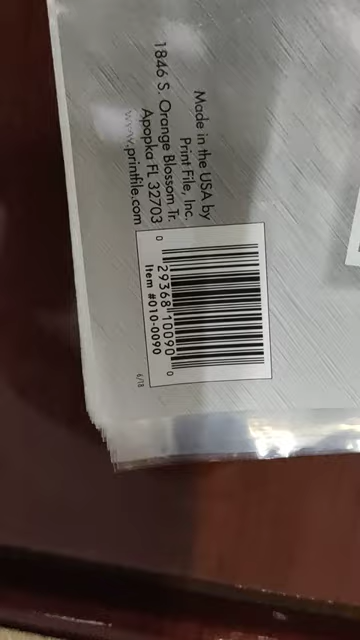 Made in the USA by
Print File, Inc.
1846 S. Orange Blossom Tr.
Apopka FL 32703
www.printfile.com
0 29368 10090 0
Item #010-0090
6/18